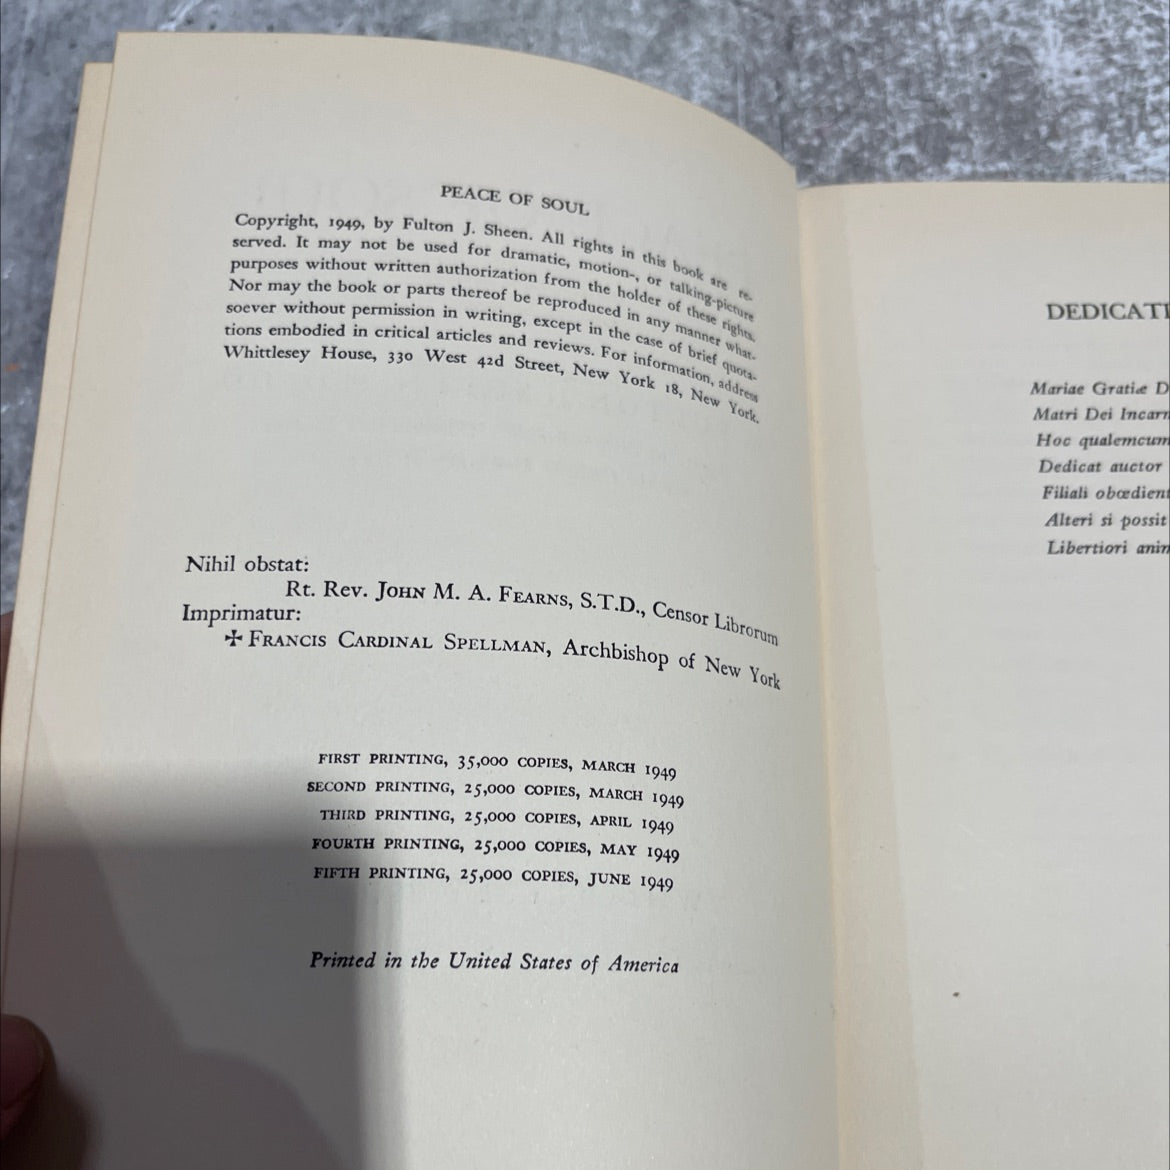 PEACE OF SOUL
Copyright, 1949, by Fulton J. Sheen. All rights in this book are re-
served. It may not be used for dramatic, motion-, or talking-picture
purposes without written authorization from the holder of these rights.
Nor may the book or parts thereof be reproduced in any manner what-
soever without permission in writing, except in the case of brief quota-
tions embodied in critical articles and reviews. For information, address
Whittlesey House, 330 West 42d Street, New York 18, New York.
Nihil obstat:
Rt. Rev. JOHN M. A. FEARNS, S.T.D., Censor Librorum
Imprimatur:
✠ FRANCIS CARDINAL SPELLMAN, Archbishop of New York
FIRST PRINTING, 35,000 COPIES, MARCH 1949
SECOND PRINTING, 25,000 COPIES, MARCH 1949
THIRD PRINTING, 25,000 COPIES, APRIL 1949
FOURTH PRINTING, 25,000 COPIES, MAY 1949
FIFTH PRINTING, 25,000 COPIES, JUNE 1949
Printed in the United States of America
DEDICATI
Mariae Gratiæ D
Matri Dei Incarn
Hoc qualemcum
Dedicat auctor
Filiali obœdient
Alteri si possit
Libertiori anim